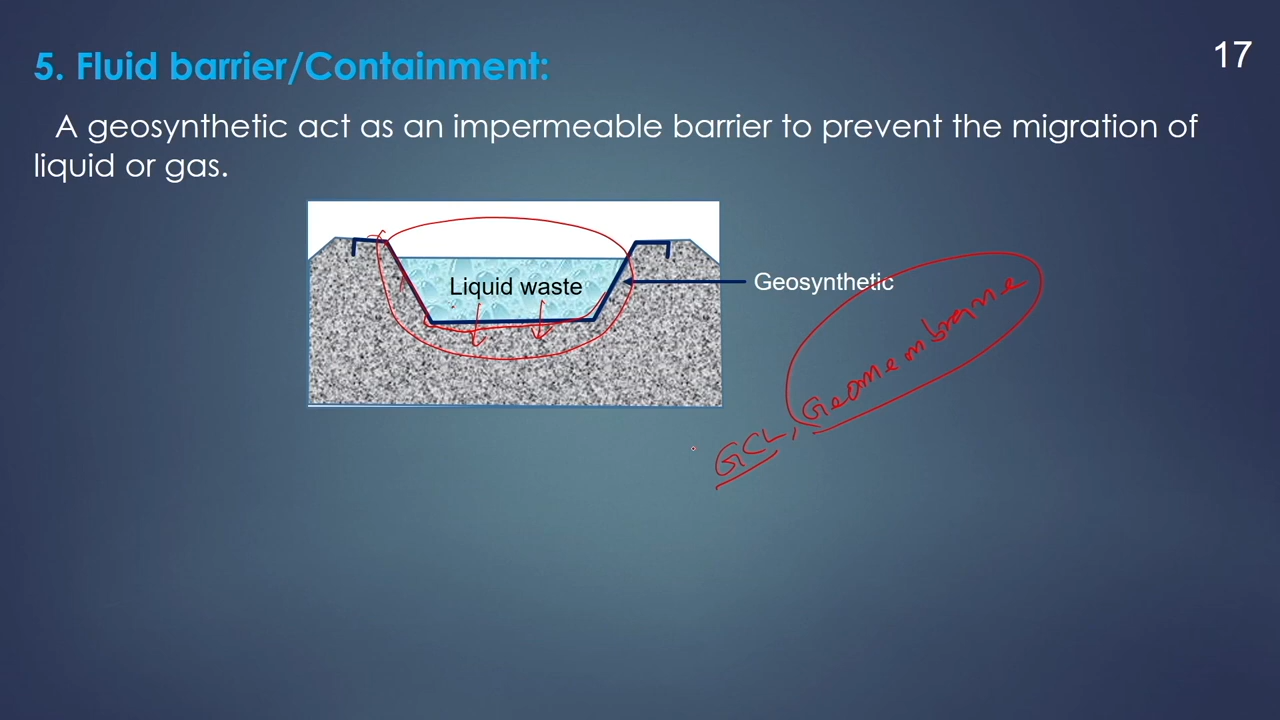 17
5. Fluid barrier/Containment:
A geosynthetic act as an impermeable barrier to prevent the migration of
liquid or gas.
Liquid waste
Geosynthetic
GCL, Geomembrane